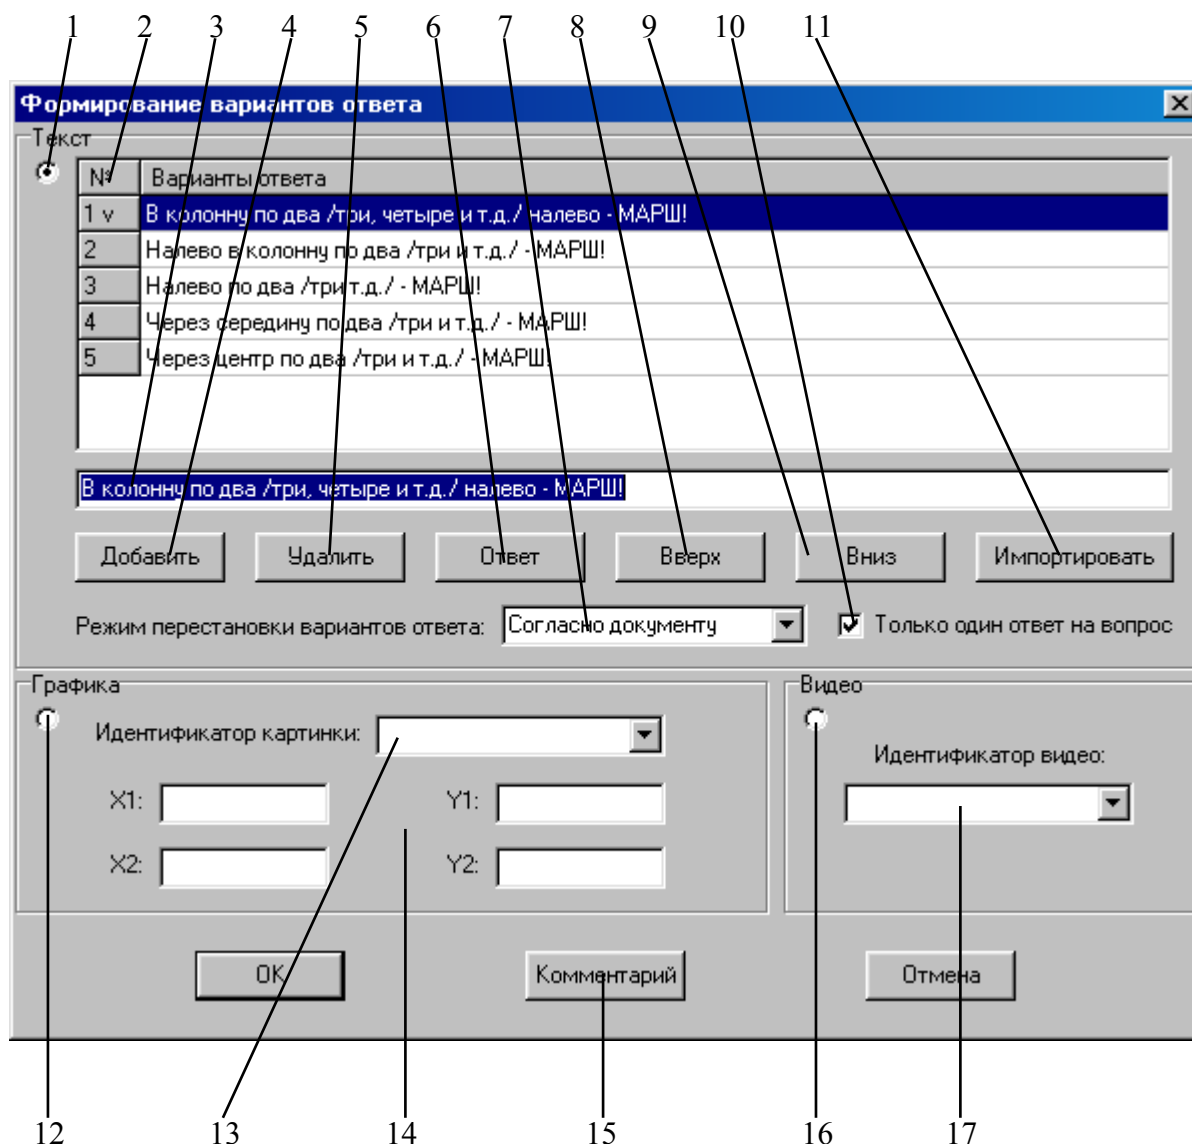 1 2 3 4 5 6 7 8 9 10 11
Формирование вариантов ответа
Текст
№ Варианты ответа
1 v В колонну по два /три, четыре и т.д./ налево - МАРШ!
2 Налево в колонну по два /три и т.д./ - МАРШ!
3 Налево по два /три т.д./ - МАРШ!
4 Через середину по два /три и т.д./ - МАРШ!
5 Через центр по два /три и т.д./ - МАРШ!
В колонну по два /три, четыре и т.д./ налево - МАРШ!
Добавить Удалить Ответ Вверх Вниз Импортировать
Режим перестановки вариантов ответа: Согласно документу Только один ответ на вопрос
Графика Видео
Идентификатор картинки:
Идентификатор видео:
X1: Y1:
X2: Y2:
OK Комментарий Отмена
12 13 14 15 16 17